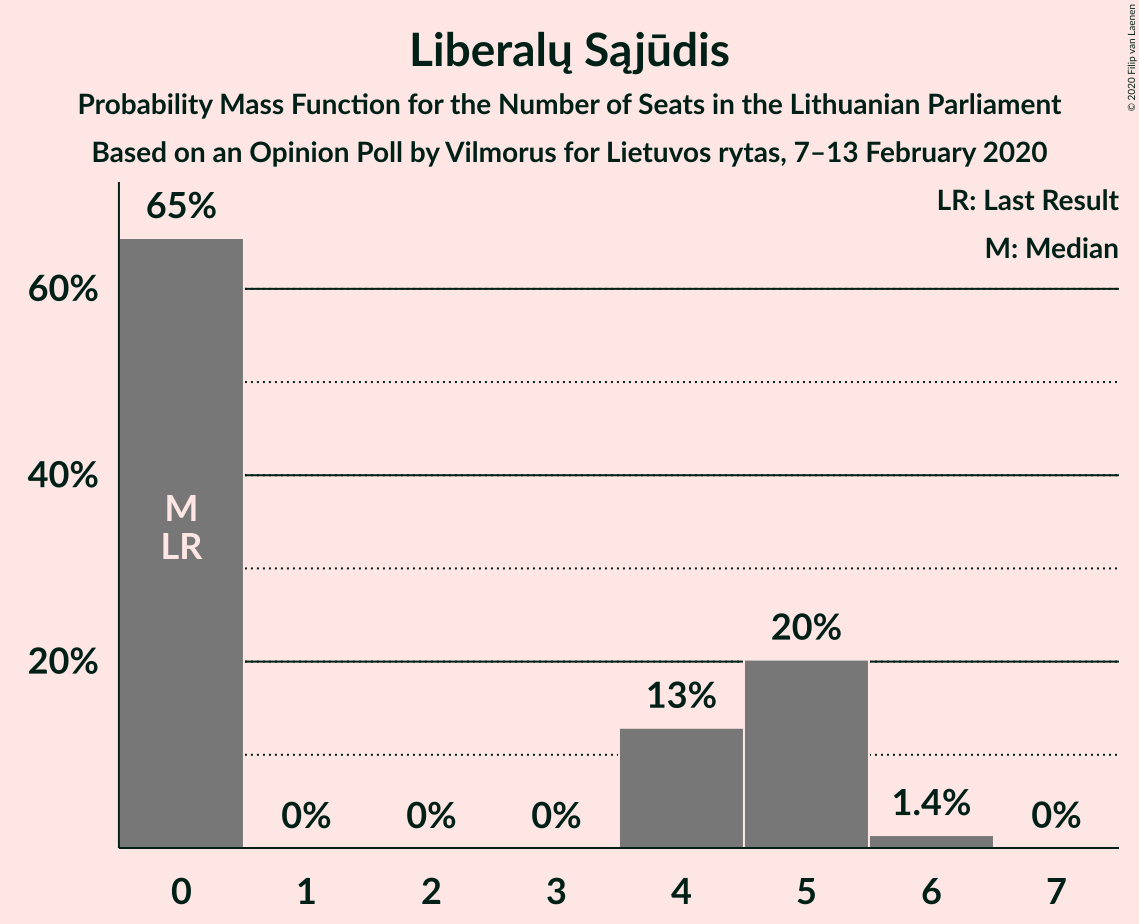 Liberalų Sąjūdis
Probability Mass Function for the Number of Seats in the Lithuanian Parliament
Based on an Opinion Poll by Vilmorus for Lietuvos rytas, 7–13 February 2020
© 2020 Filip van Laenen
LR: Last Result
M: Median
65%
60%
40%
20%
M
LR
0%
0%
0%
13%
20%
1.4%
0%
0 1 2 3 4 5 6 7